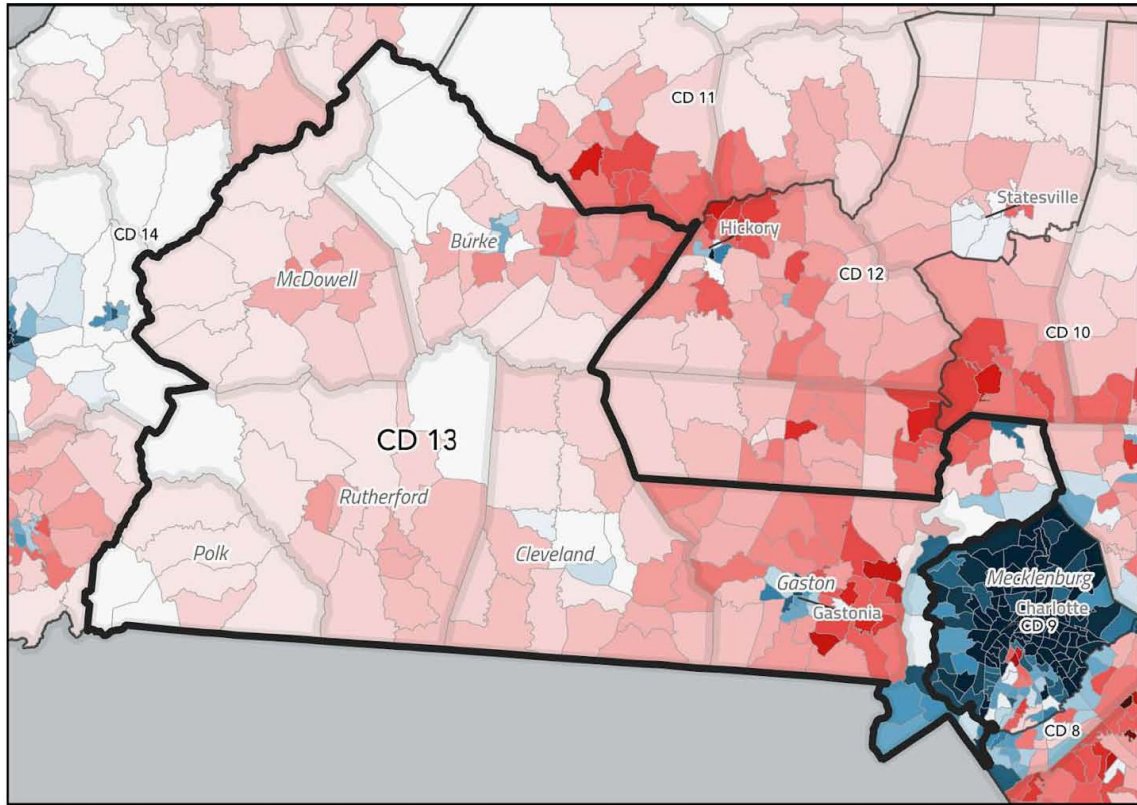 CD 11
Statesville
CD 14
Burke
Hickory
McDowell
CD 12
CD 10
CD 13
Rutherford
Polk
Cleveland
Gaston
Gastonia
Mecklenburg
Charlotte
CD 9
CD 8